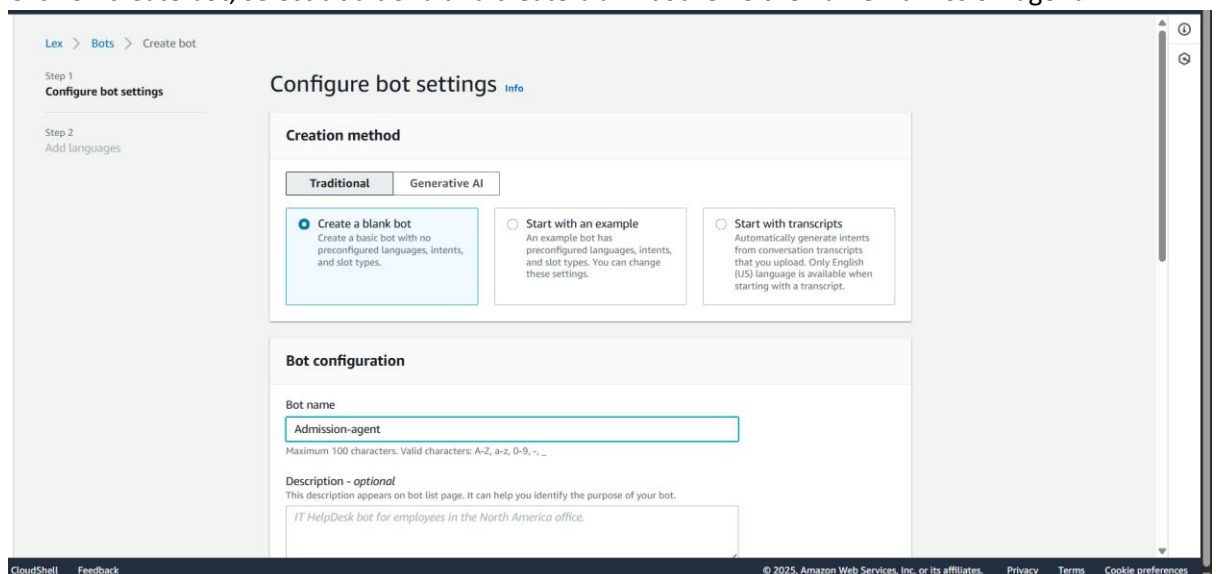 Lex > Bots > Create bot
Step 1
Configure bot settings
Step 2
Add languages
Configure bot settings Info
Creation method
Traditional Generative AI
Create a blank bot
Create a basic bot with no
preconfigured languages, intents,
and slot types.
Start with an example
An example bot has
preconfigured languages, intents,
and slot types. You can change
these settings.
Start with transcripts
Automatically generate intents
from conversation transcripts
that you upload. Only English
(US) language is available when
starting with a transcript.
Bot configuration
Bot name
Admission-agent
Maximum 100 characters. Valid characters: A-Z, a-z, 0-9, -, _
Description - optional
This description appears on bot list page. It can help you identify the purpose of your bot.
IT HelpDesk bot for employees in the North America office.
CloudShell Feedback © 2025, Amazon Web Services, Inc. or its affiliates. Privacy Terms Cookie preferences